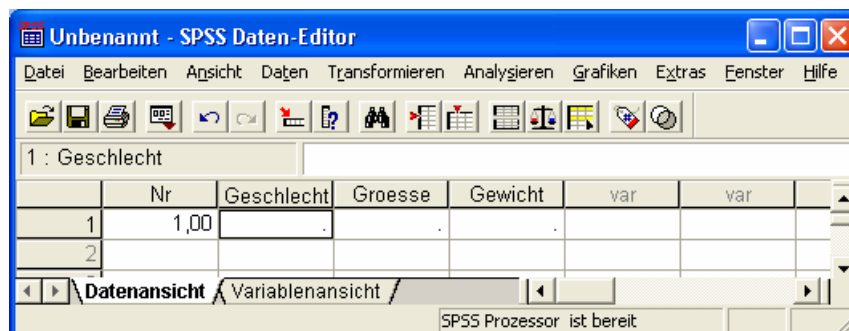 Unbenannt - SPSS Daten-Editor
Datei Bearbeiten Ansicht Daten Transformieren Analysieren Grafiken Extras Fenster Hilfe
1 : Geschlecht
Nr Geschlecht Groesse Gewicht var var
1 1,00 . . .
2
Datenansicht Variablenansicht
SPSS Prozessor ist bereit